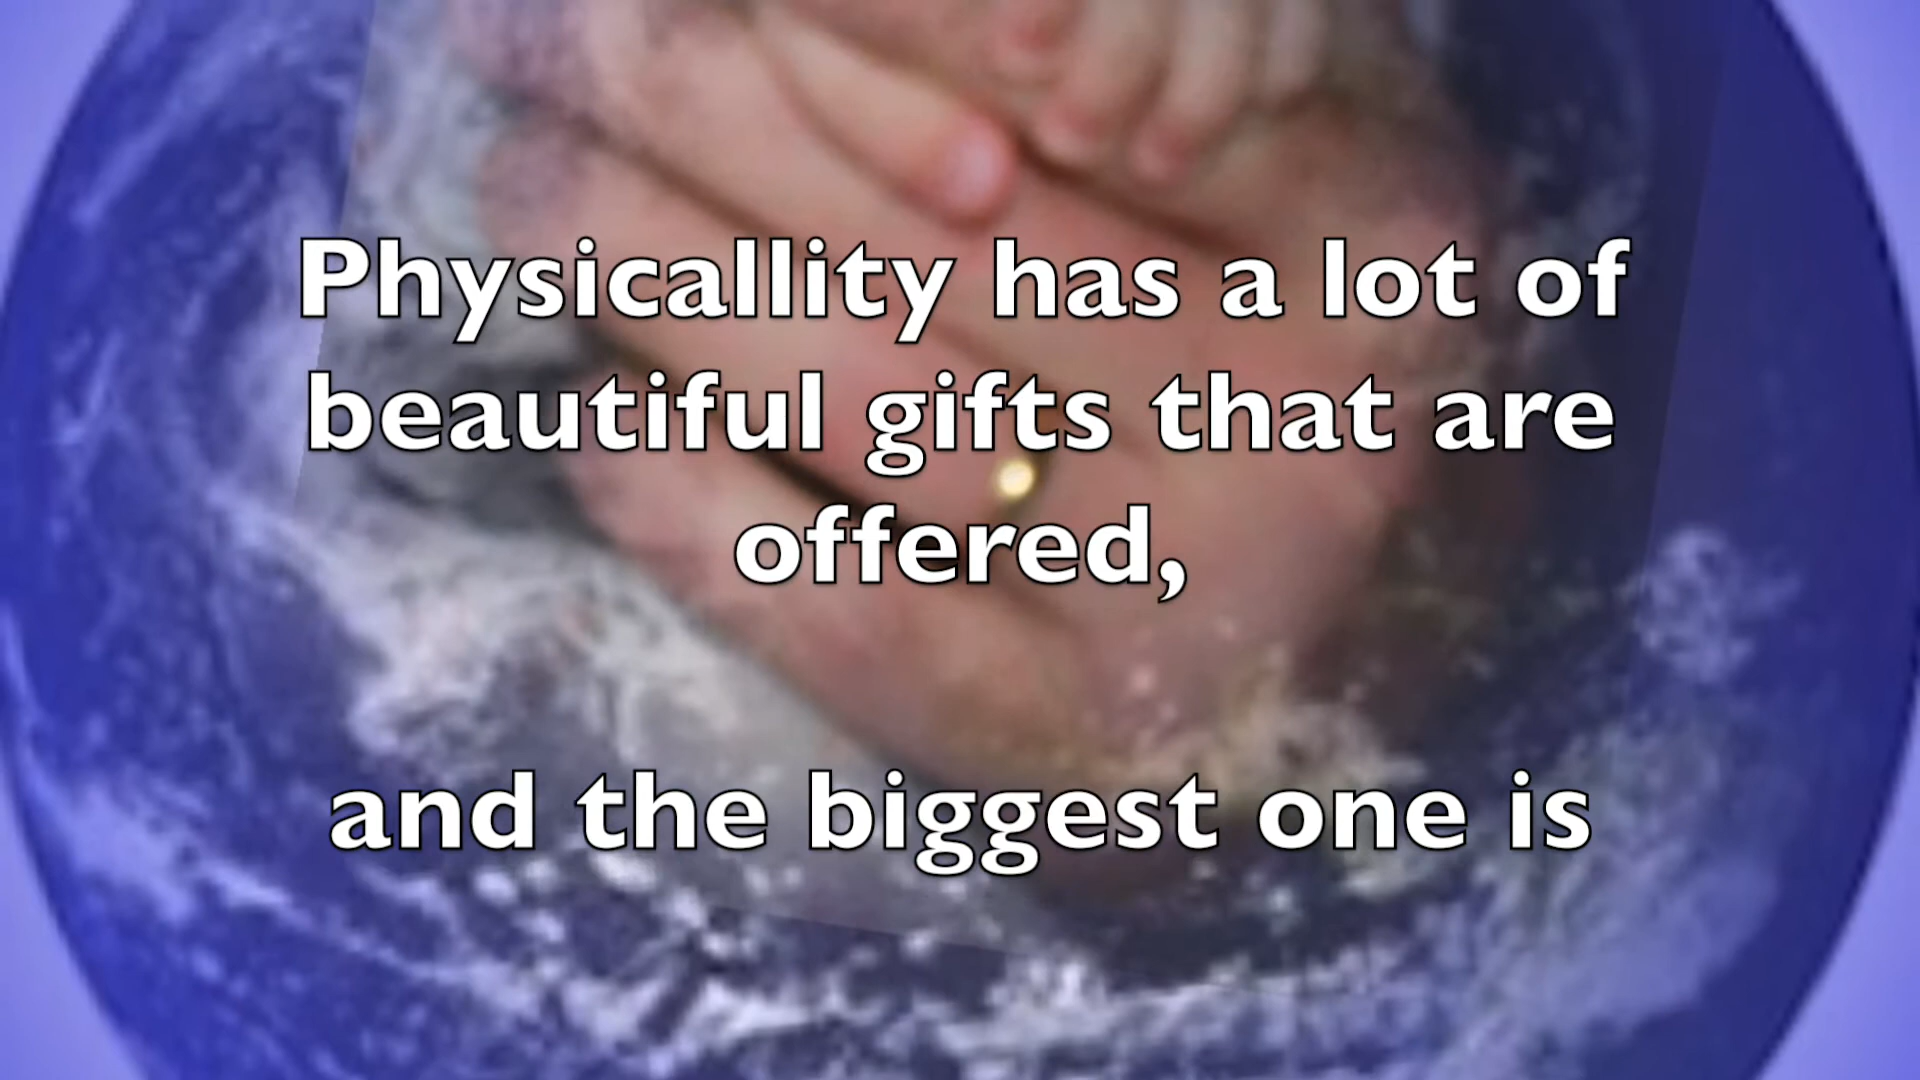 Physicallity has a lot of
beautiful gifts that are
offered,
and the biggest one is